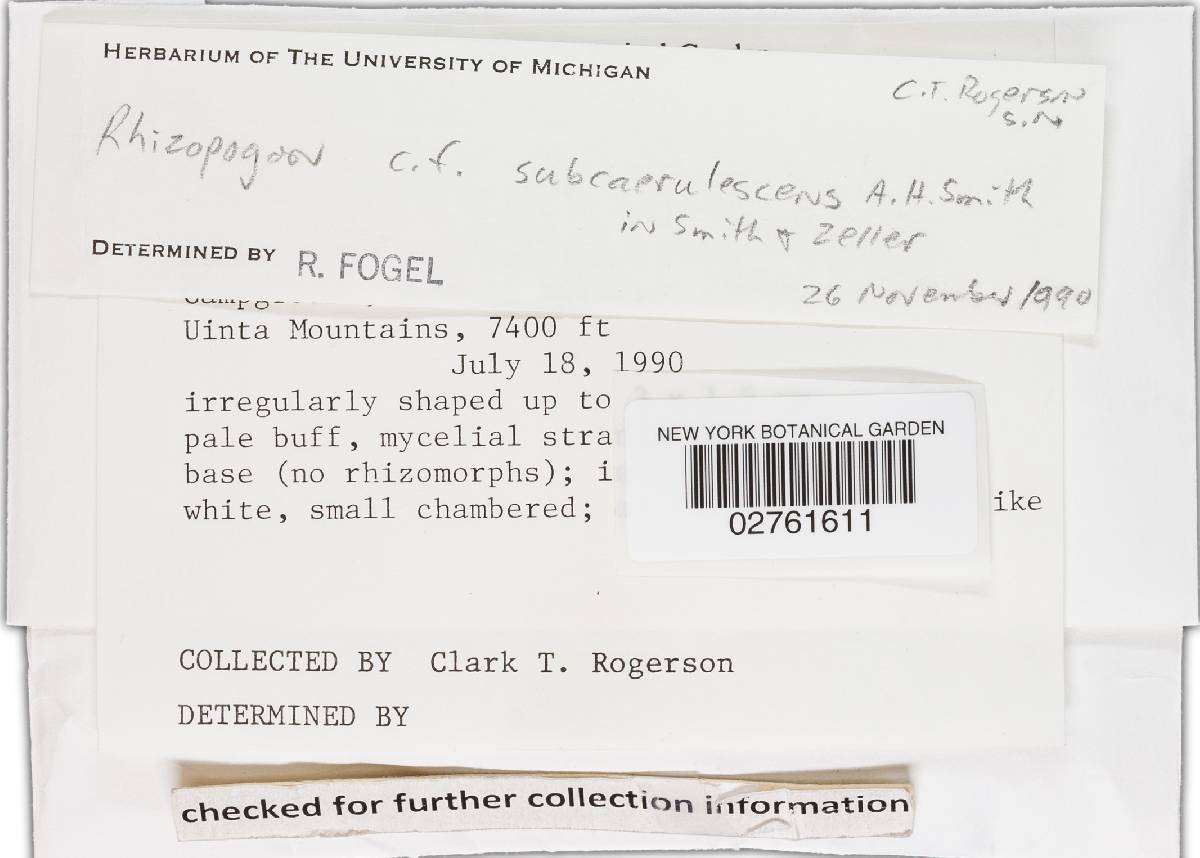 HERBARIUM OF THE UNIVERSITY OF MICHIGAN
C.T. Rogerson
s.N
Rhizopogon c.f. subcaerulescens A.H. Smith
in Smith & Zeller
DETERMINED BY R. FOGEL
26 November 1990
Uinta Mountains, 7400 ft
July 18, 1990
irregularly shaped up to
pale buff, mycelial stra
base (no rhizomorphs); i
white, small chambered; ike
NEW YORK BOTANICAL GARDEN
02761611
COLLECTED BY Clark T. Rogerson
DETERMINED BY
checked for further collection information